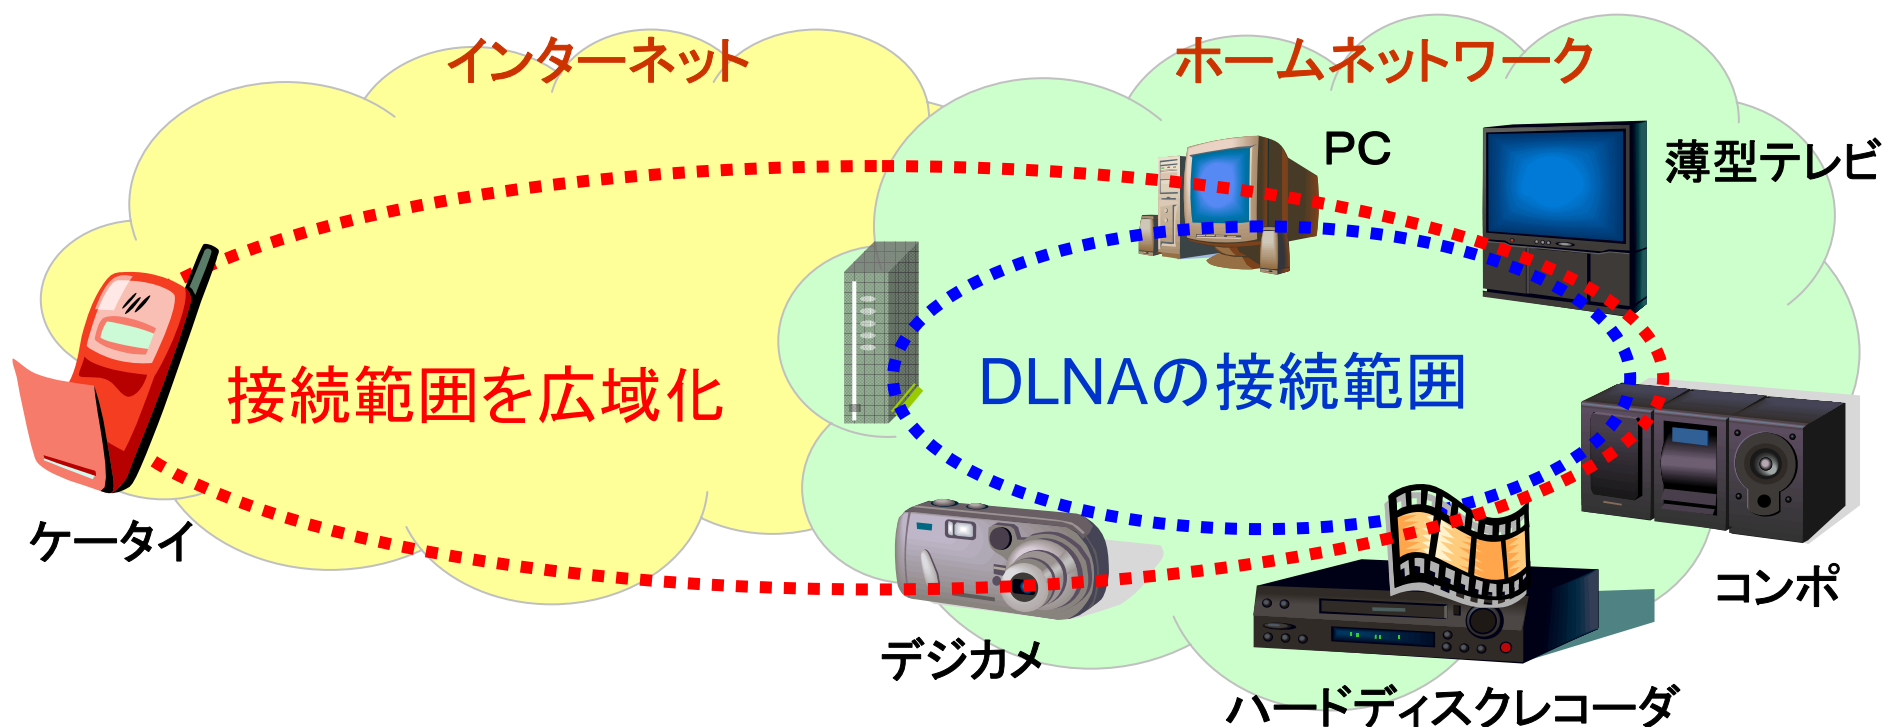 インターネット
ホームネットワーク
PC
薄型テレビ
接続範囲を広域化
DLNAの接続範囲
ケータイ
コンポ
デジカメ
ハードディスクレコーダ